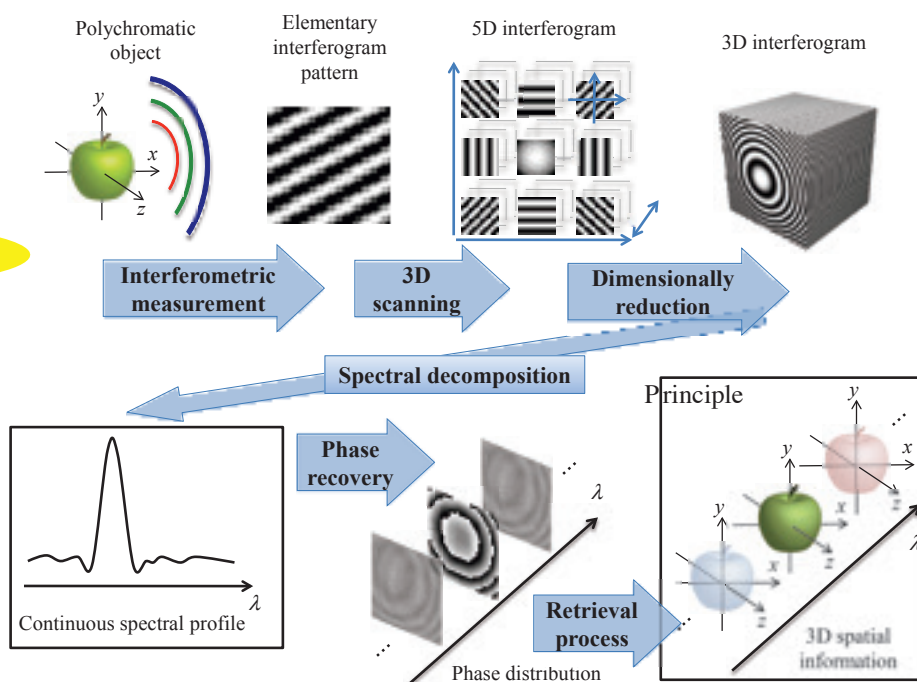 Polychromatic
object
Elementary
interferogram
pattern
5D interferogram
3D interferogram
y
x
z
Interferometric
measurement
3D
scanning
Dimensionally
reduction
Spectral decomposition
Principle
λ
Continuous spectral profile
Phase
recovery
...
λ
...
Phase distribution
Retrieval
process
...
y
x
z
y
x
z
y
x
z
λ
...
3D spatial
information